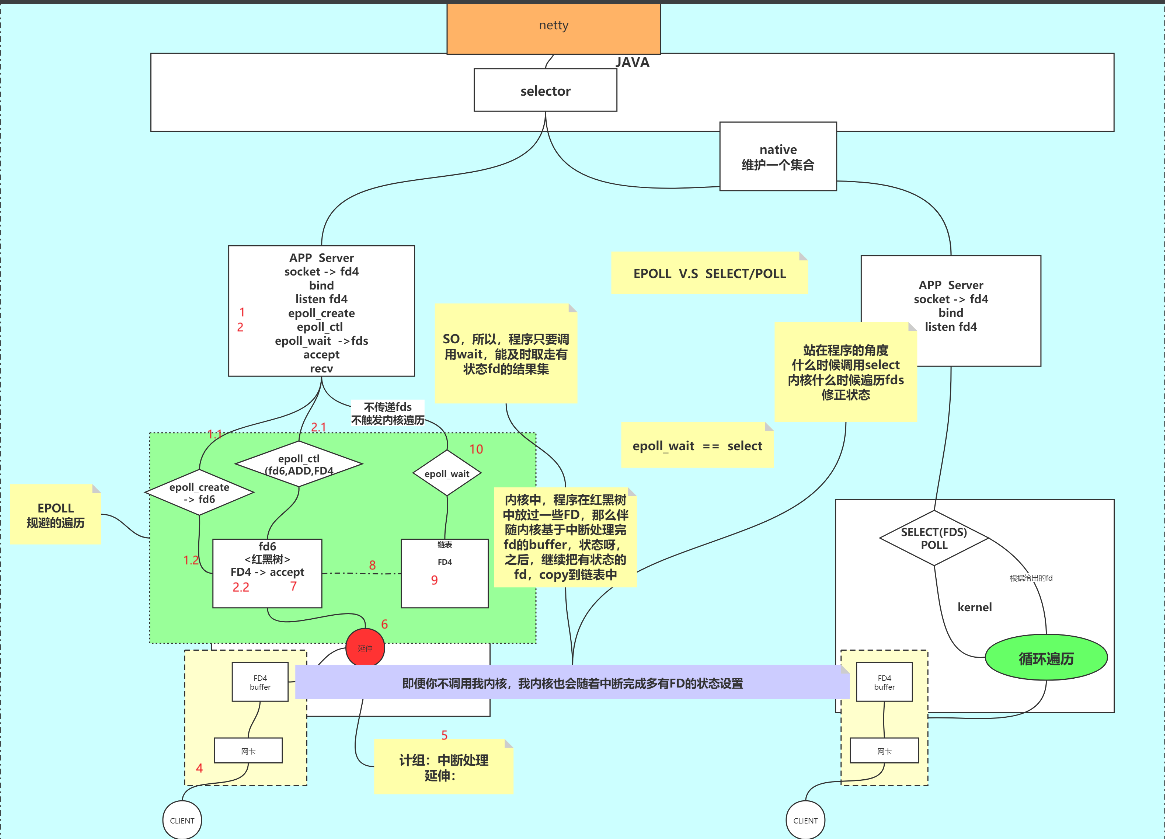 netty
JAVA
selector
native
维护一个集合
APP Server
socket -> fd4
bind
listen fd4
epoll_create
epoll_ctl
epoll_wait ->fds
accept
recv
1
2
EPOLL V.S SELECT/POLL
APP Server
socket -> fd4
bind
listen fd4
SO，所以，程序只要调
用wait，能及时取走有
状态fd的结果集
站在程序的角度
什么时候调用select
内核什么时候遍历fds
修正状态
不传递fds
不触发内核遍历
1.1
2.1
10
epoll_wait == select
epoll_ctl
(fd6,ADD,FD4
epoll_create
-> fd6
epoll wait
EPOLL
规避的遍历
内核中，程序在红黑树
中放过一些FD，那么伴
随内核基于中断处理完
fd的buffer，状态呀，
之后，继续把有状态的
fd，copy到链表中
SELECT(FDS)
POLL
1.2
fd6
<红黑树>
FD4 -> accept
2.2
7
8
链表
FD4
9
kernel
循环遍历
6
延伸
即便你不调用我内核，我内核也会随着中断完成多有FD的状态设置
FD4
buffer
网卡
4
CLIENT
5
计组：中断处理
延伸：
FD4
buffer
网卡
CLIENT